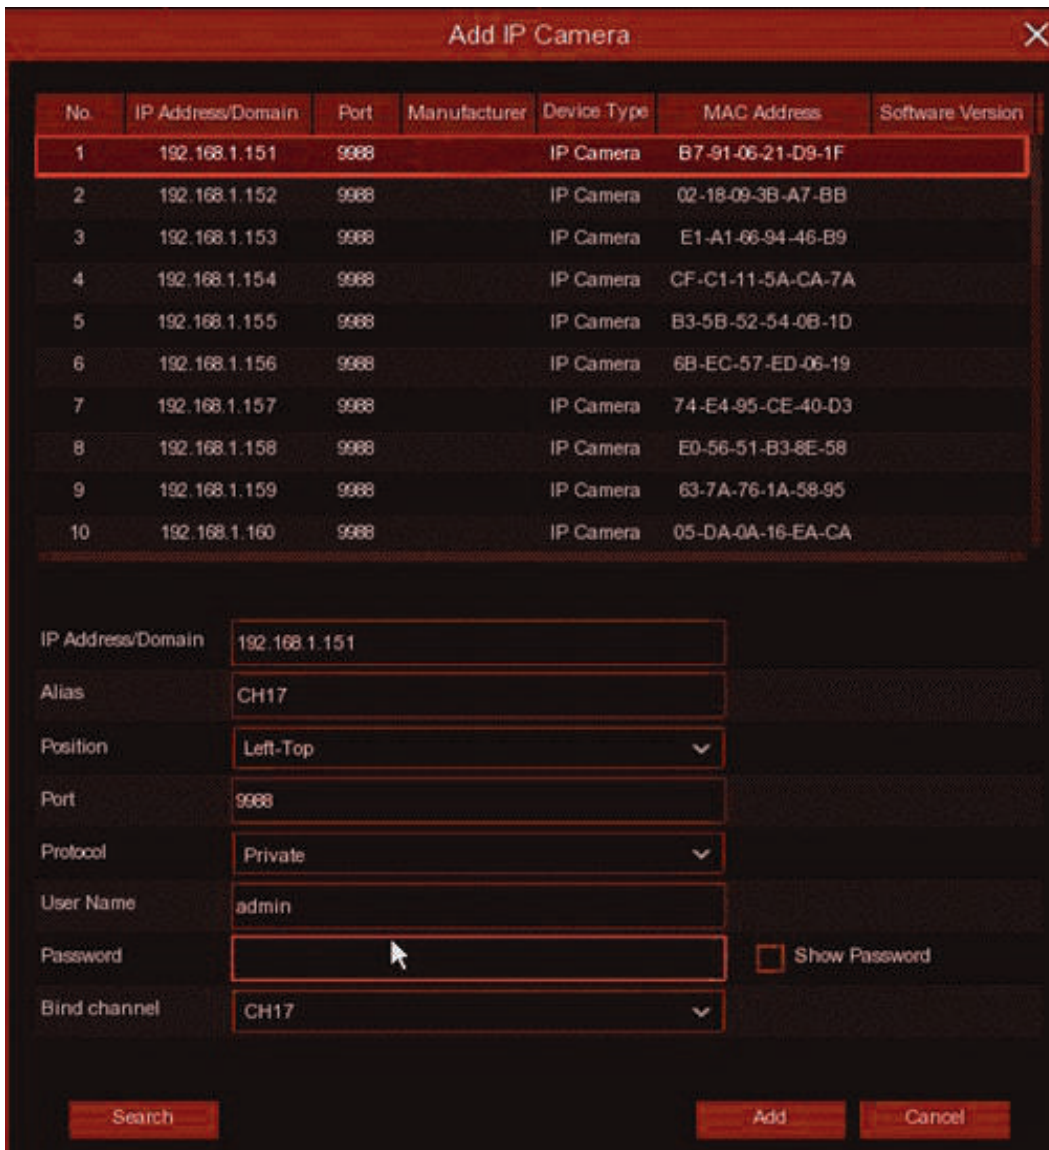 Add IP Camera
No. IP Address/Domain Port Manufacturer Device Type MAC Address Software Version
1 192.168.1.151 9988 IP Camera B7-91-06-21-D9-1F
2 192.168.1.152 9988 IP Camera 02-18-09-3B-A7-BB
3 192.168.1.153 9988 IP Camera E1-A1-66-94-46-B9
4 192.168.1.154 9988 IP Camera CF-C1-11-5A-CA-7A
5 192.168.1.155 9988 IP Camera B3-5B-52-54-0B-1D
6 192.168.1.156 9988 IP Camera 6B-EC-57-ED-06-19
7 192.168.1.157 9988 IP Camera 74-E4-95-CE-40-D3
8 192.168.1.158 9988 IP Camera E0-56-51-B3-8E-58
9 192.168.1.159 9988 IP Camera 63-7A-76-1A-58-95
10 192.168.1.160 9988 IP Camera 05-DA-0A-16-EA-CA
IP Address/Domain 192.168.1.151
Alias CH17
Position Left-Top
Port 9988
Protocol Private
User Name admin
Password Show Password
Bind channel CH17
Search Add Cancel